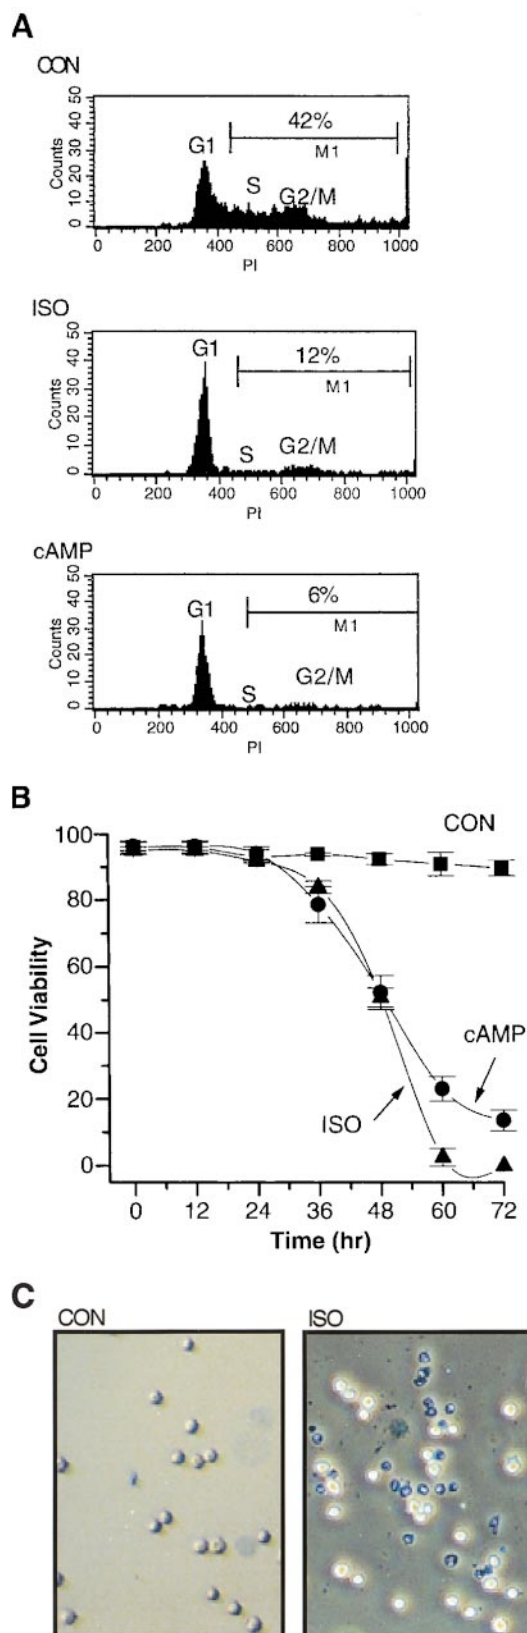 A
CON
50
40
30
20
10
0
Counts
42%
M1
G1
S
G2/M
0 200 400 600 800 1000
PI
ISO
50
40
30
20
10
0
Counts
G1
12%
M1
S
G2/M
0 200 400 600 800 1000
PI
cAMP
50
40
30
20
10
0
Counts
G1
6%
M1
S
G2/M
0 200 400 600 800 1000
PI
B
CON
100
80
60
40
20
0
Cell Viability
cAMP
ISO
0 12 24 36 48 60 72
Time (hr)
C
CON ISO